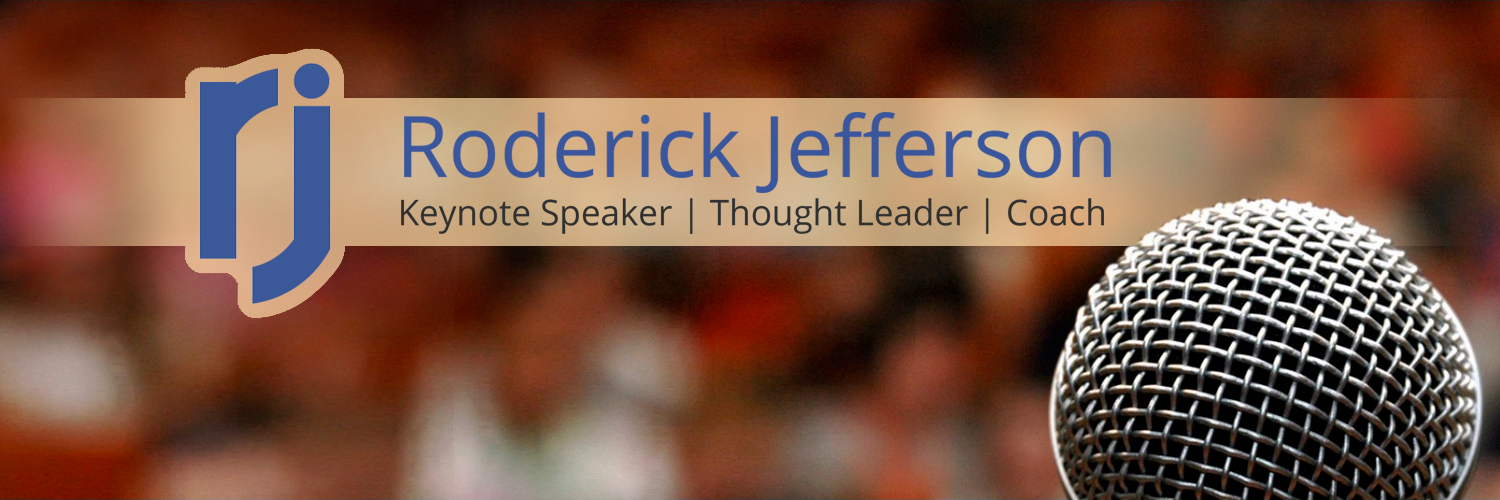 rj
Roderick Jefferson
Keynote Speaker | Thought Leader | Coach